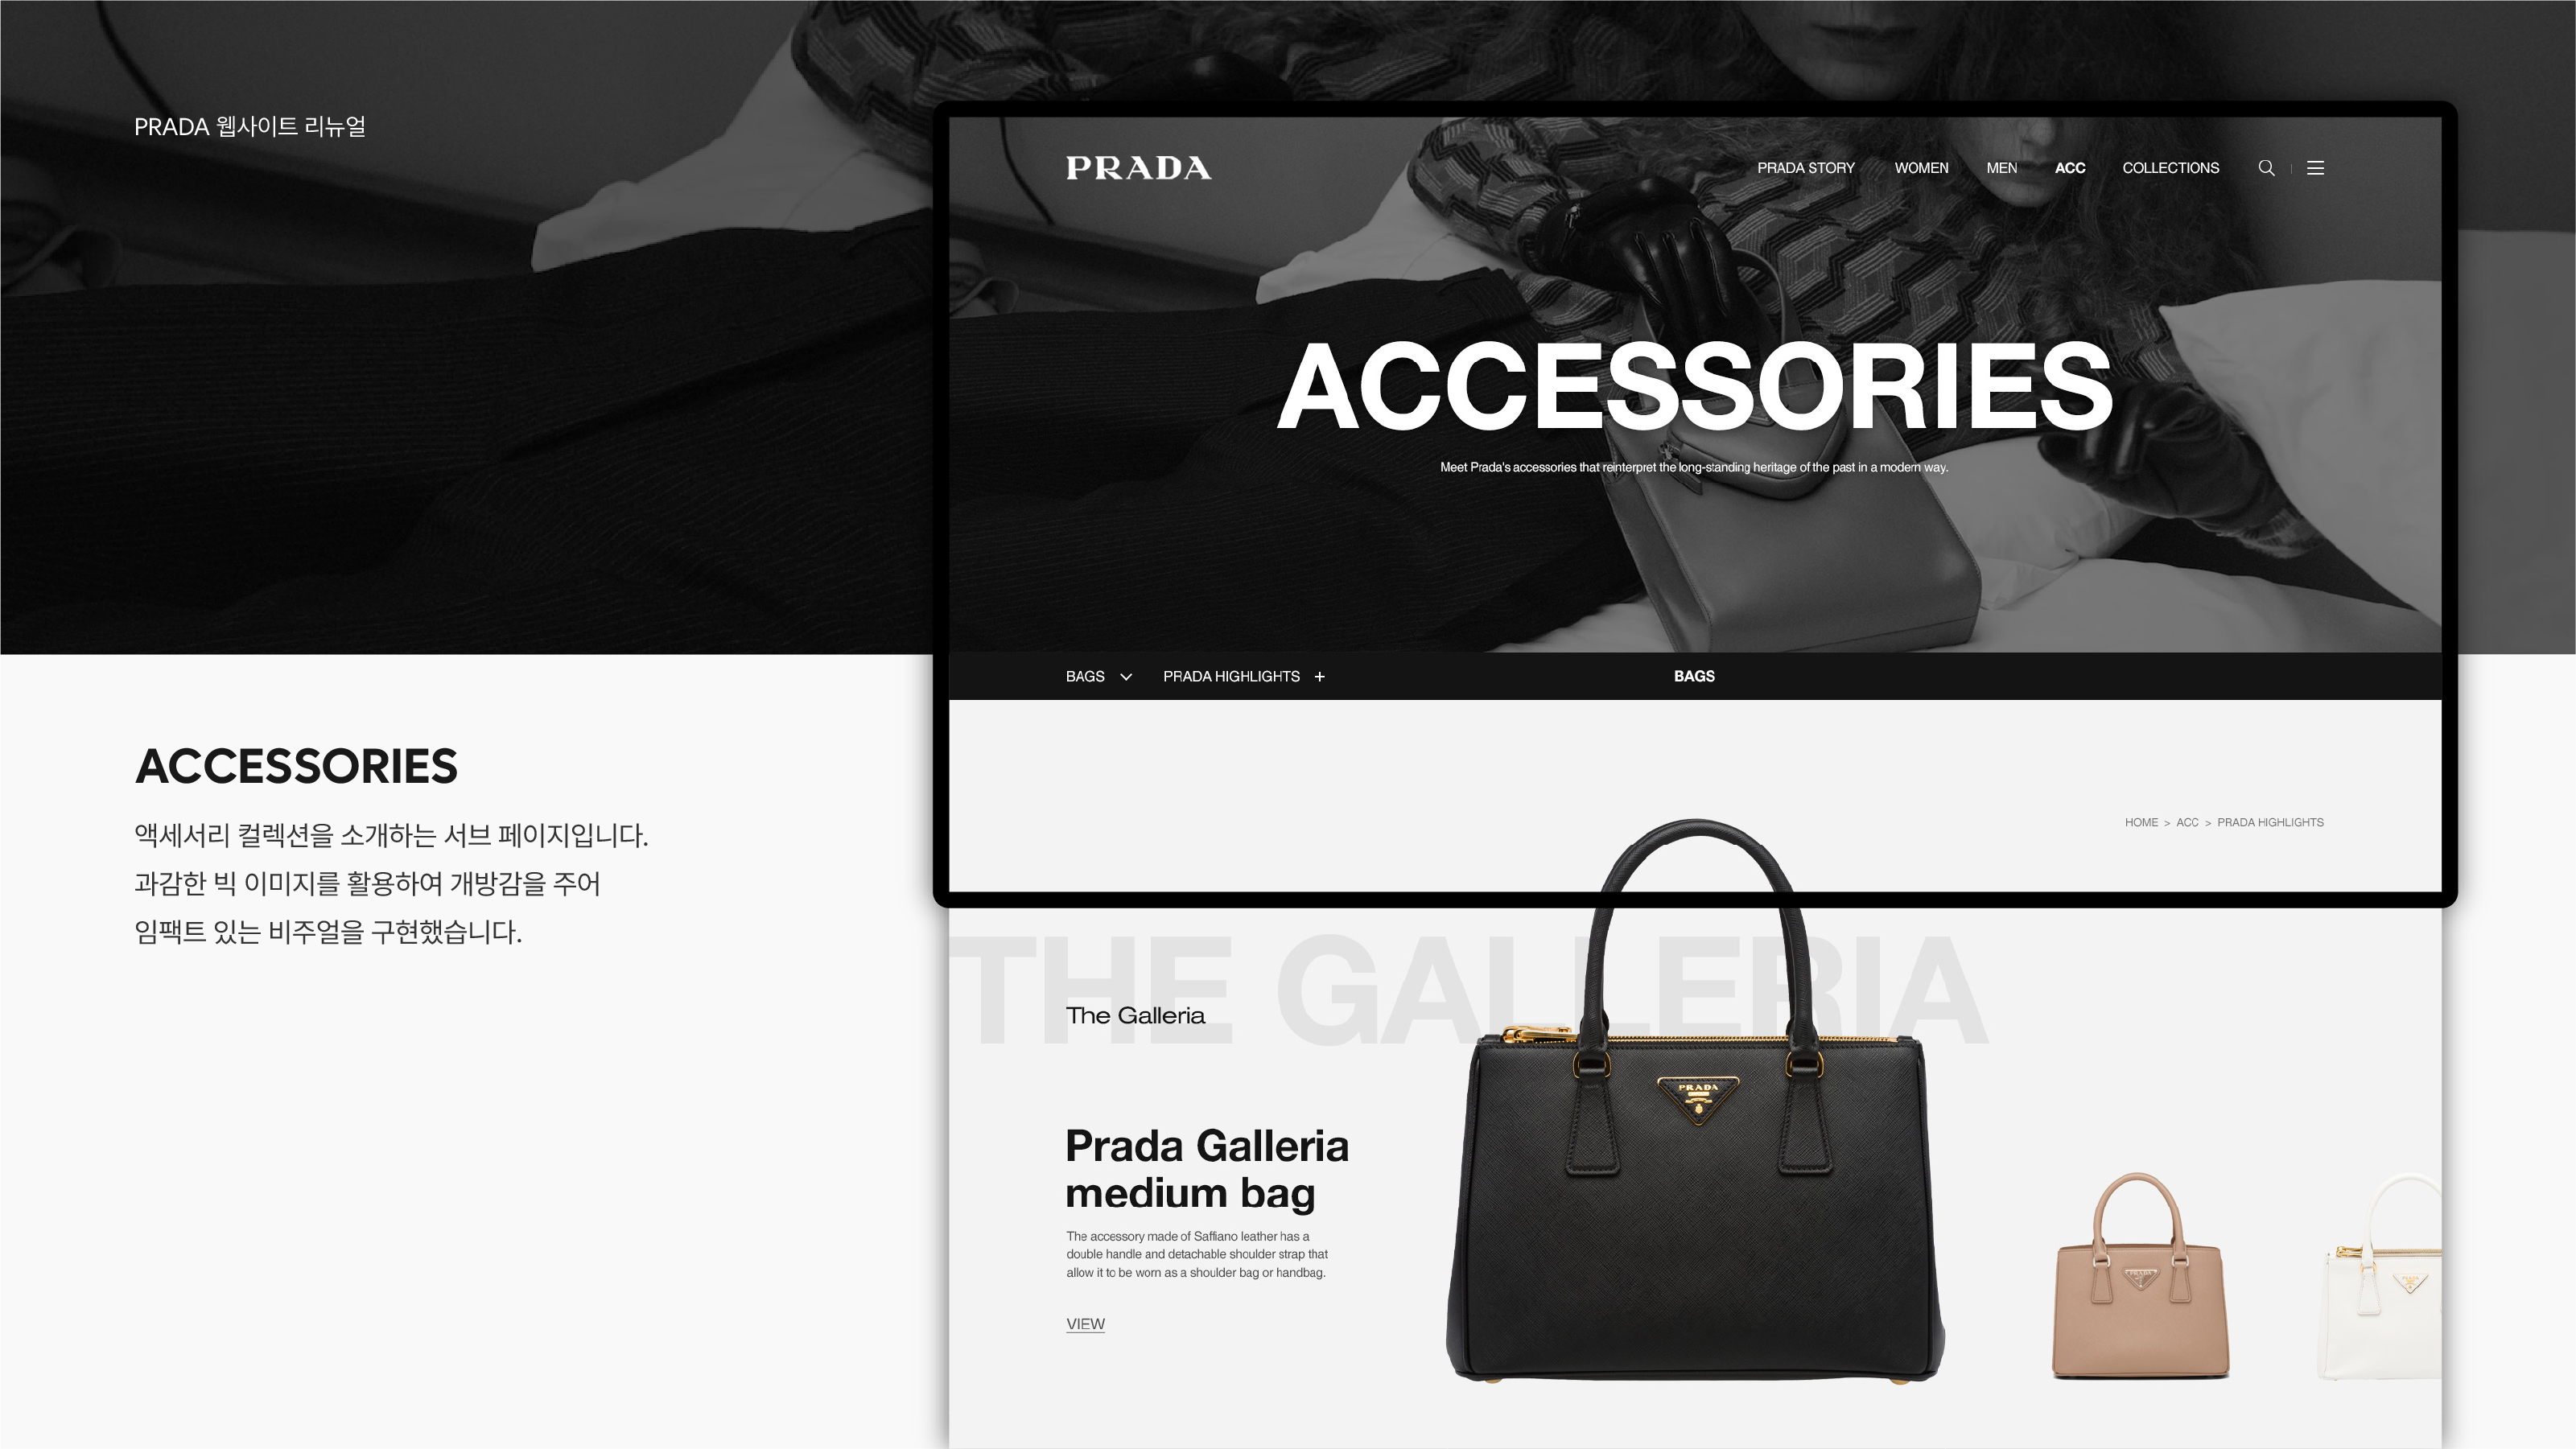 PRADA 웹사이트 리뉴얼
PRADA
PRADA STORY
WOMEN
MEN
ACC
COLLECTIONS
ACCESSORIES
Meet Prada's accessories that reinterpret the long-standing heritage of the past in a modern way.
BAGS
PRADA HIGHLIGHTS +
BAGS
ACCESSORIES
액세서리 컬렉션을 소개하는 서브 페이지입니다.
과감한 빅 이미지를 활용하여 개방감을 주어
임팩트 있는 비주얼을 구현했습니다.
HOME > ACC > PRADA HIGHLIGHTS
THE GALLERIA
The Galleria
PRADA
Prada Galleria
medium bag
The accessory made of Saffiano leather has a
double handle and detachable shoulder strap that
allow it to be worn as a shoulder bag or handbag.
VIEW
PRADA
PRADA